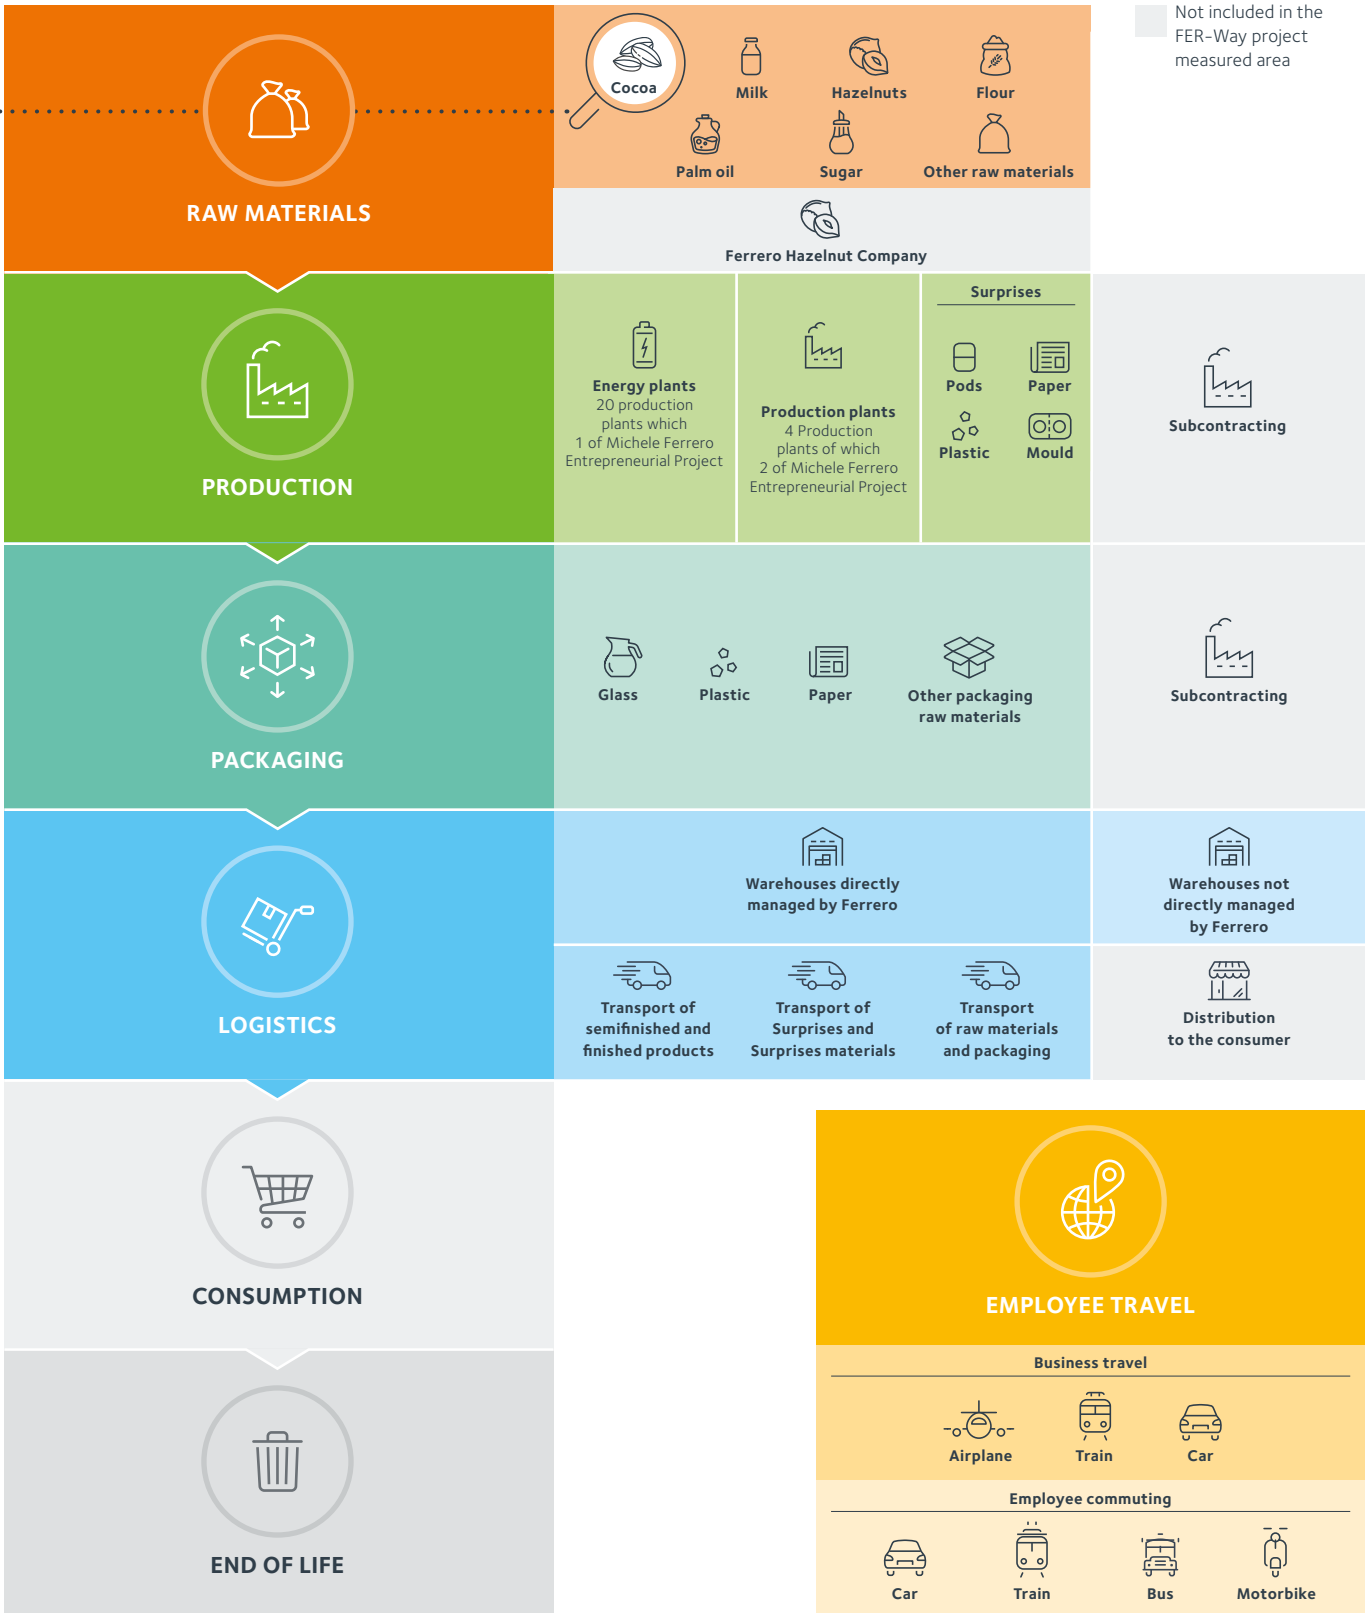 Not included in the
FER-Way project
measured area
Cocoa
Milk
Hazelnuts
Flour
Palm oil
Sugar
Other raw materials
RAW MATERIALS
Ferrero Hazelnut Company
Surprises
Energy plants
20 production
plants which
1 of Michele Ferrero
Entrepreneurial Project
Production plants
4 Production
plants of which
2 of Michele Ferrero
Entrepreneurial Project
Pods
Paper
Plastic
Mould
Subcontracting
PRODUCTION
Glass
Plastic
Paper
Other packaging
raw materials
Subcontracting
PACKAGING
Warehouses directly
managed by Ferrero
Warehouses not
directly managed
by Ferrero
LOGISTICS
Transport of
semifinished and
finished products
Transport of
Surprises and
Surprises materials
Transport
of raw materials
and packaging
Distribution
to the consumer
CONSUMPTION
EMPLOYEE TRAVEL
Business travel
Airplane
Train
Car
Employee commuting
Car
Train
Bus
Motorbike
END OF LIFE